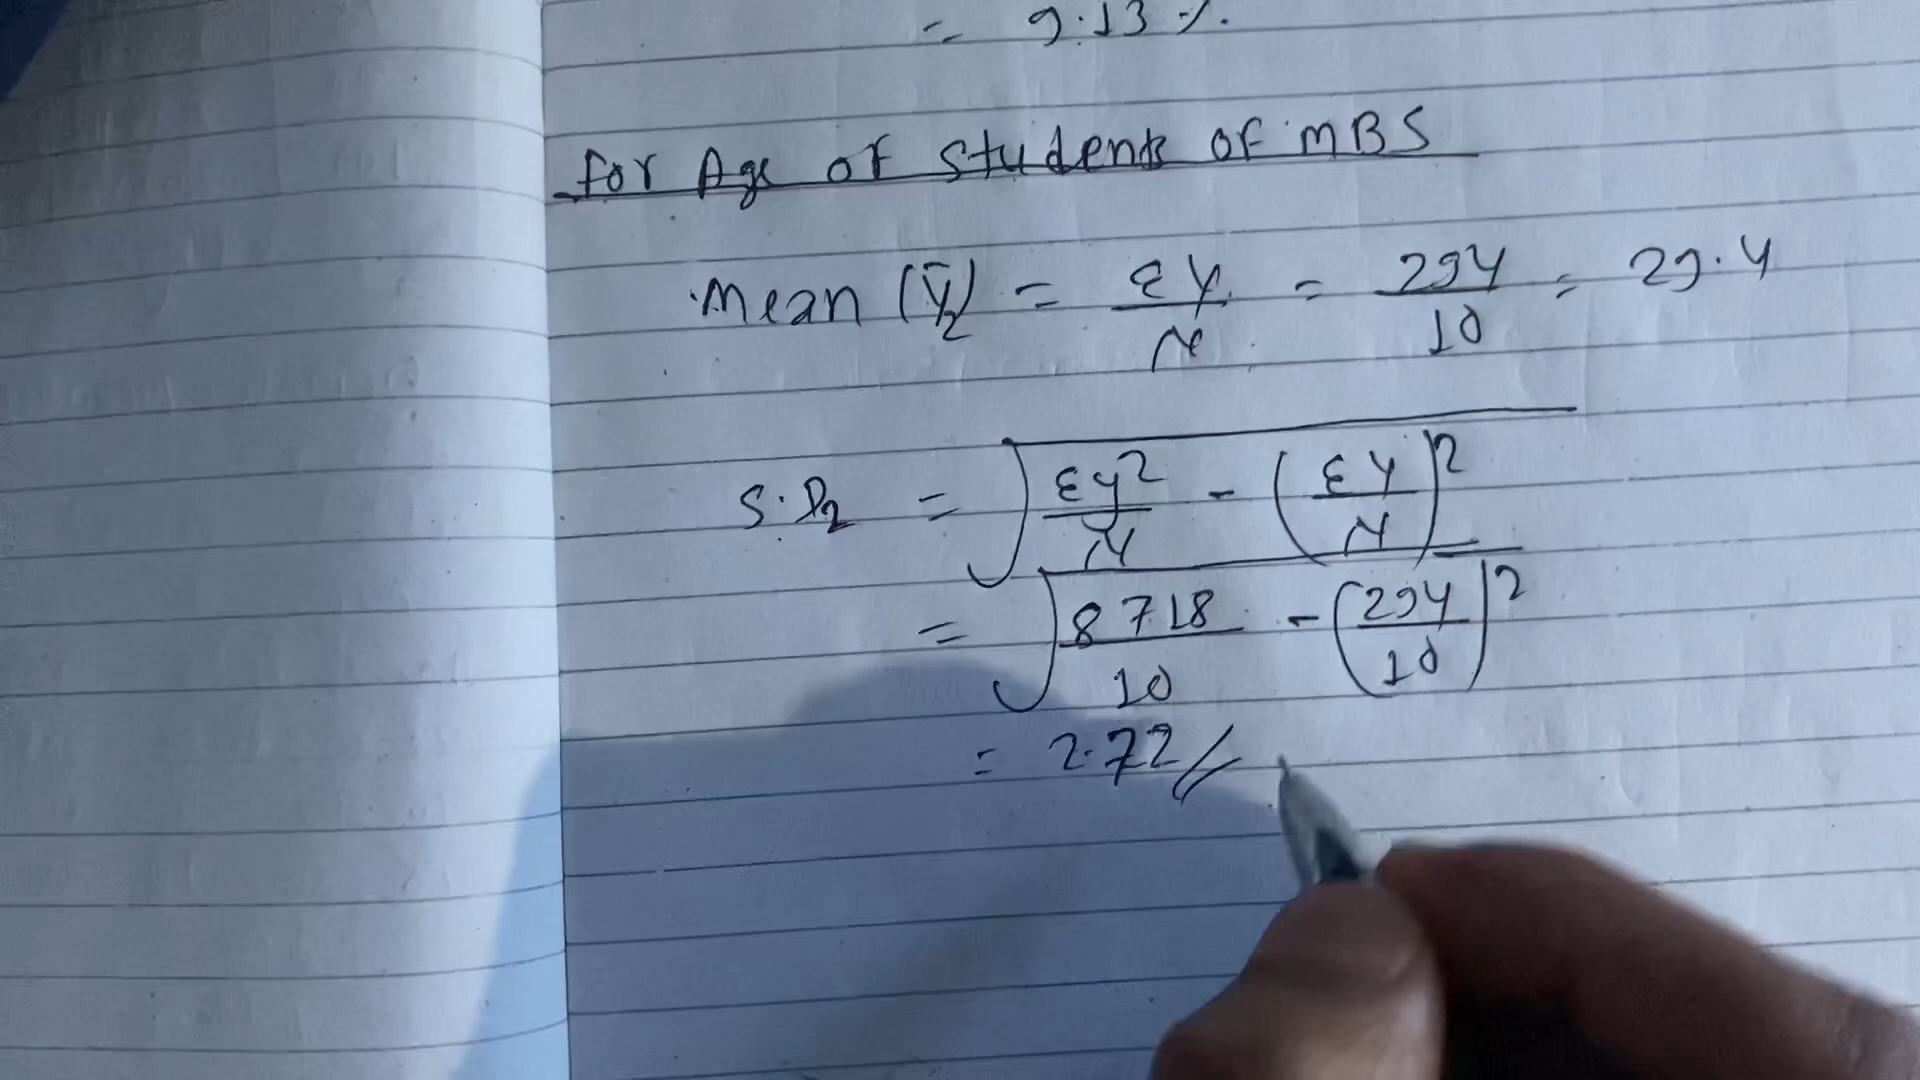 = 9.13 %.
for Age of students of MBS
Mean (ȳ₂) = Σy/N = 294/10 = 29.4
S.D₂ = √(Σy²/N - (Σy/N)²)
= √(8718/10 - (294/10)²)
= 2.72//